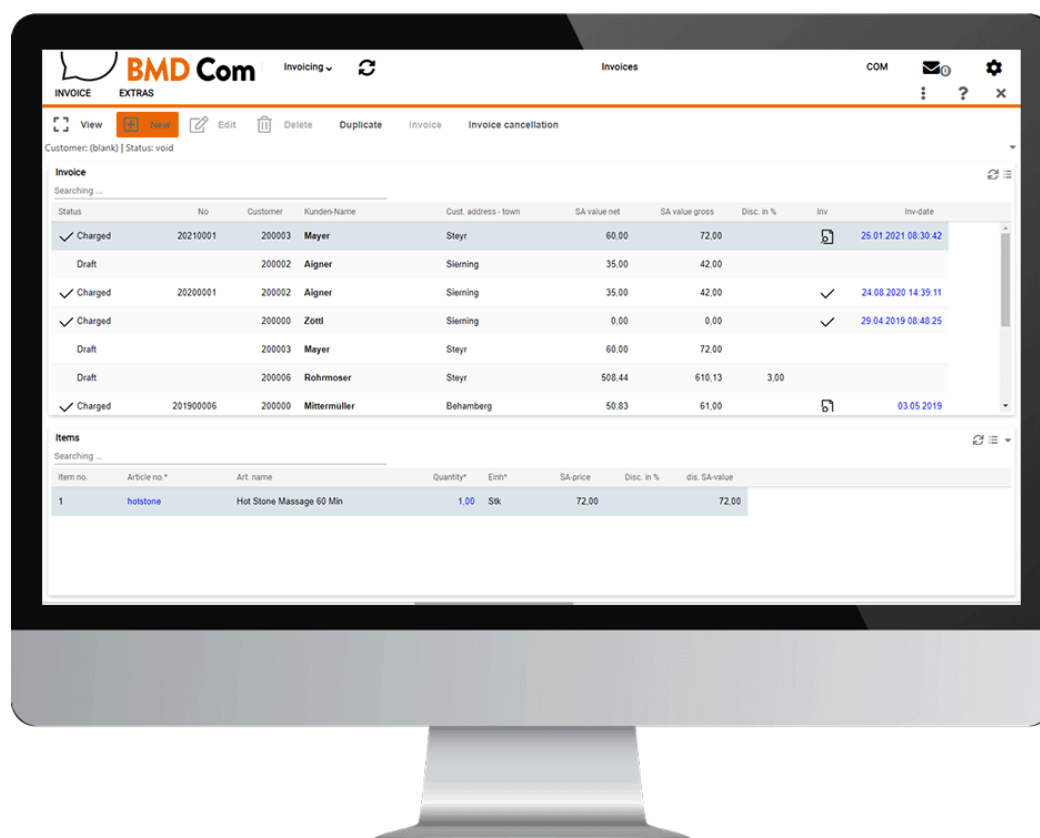 BMD Com Invoicing Invoices COM 0
INVOICE EXTRAS ?
View New Edit Delete Duplicate Invoice Invoice cancellation
Customer: (blank) | Status: void
Invoice
Searching ...
Status No Customer Kunden-Name Cust. address - town SA value net SA value gross Disc. in % Inv Inv-date
Charged 20210001 200003 Mayer Steyr 60,00 72,00 25.01.2021 08:30:42
Draft 200002 Aigner Sierning 35,00 42,00
Charged 20200001 200002 Aigner Sierning 35,00 42,00 24.08.2020 14:39:11
Charged 200000 Zöttl Sierning 0,00 0,00 29.04.2019 08:48:25
Draft 200003 Mayer Steyr 60,00 72,00
Draft 200006 Rohrmoser Steyr 508,44 610,13 3,00
Charged 201900006 200000 Mittermüller Behamberg 50,83 61,00 03.05.2019
Items
Searching ...
Item no. Article no.* Art. name Quantity* Einh* SA-price Disc. in % dis. SA-value
1 hotstone Hot Stone Massage 60 Min 1,00 Stk 72,00 72,00